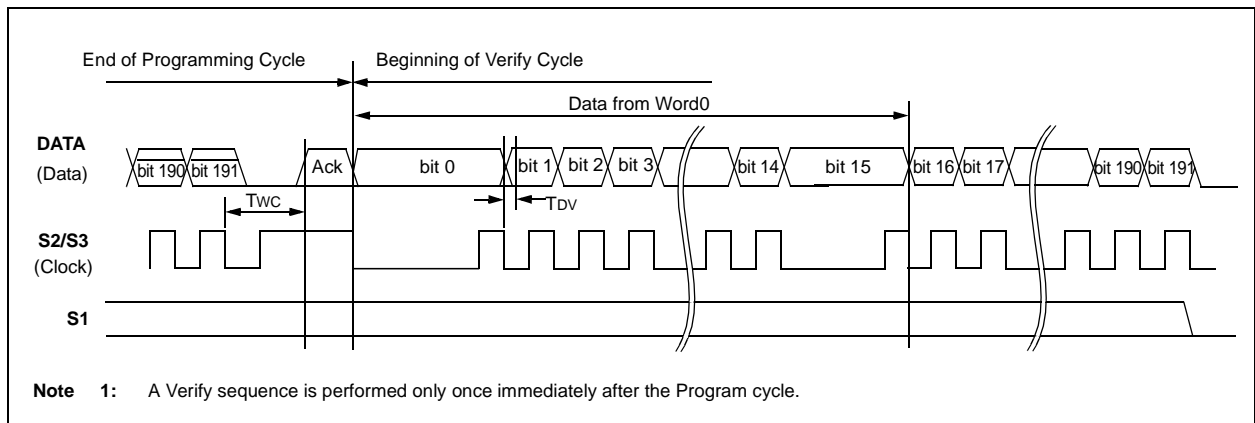 End of Programming Cycle Beginning of Verify Cycle
Data from Word0
DATA
(Data)
bit 190 bit 191 Ack bit 0 bit 1 bit 2 bit 3 bit 14 bit 15 bit 16 bit 17 bit 190 bit 191
TWC TDV
S2/S3
(Clock)
S1
Note 1: A Verify sequence is performed only once immediately after the Program cycle.